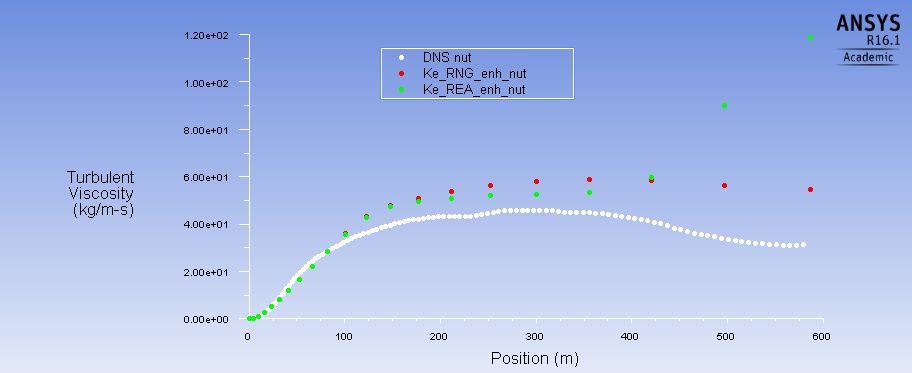 ANSYS
R16.1
Academic
DNS nut
Ke_RNG_enh_nut
Ke_REA_enh_nut
Turbulent
Viscosity
(kg/m-s)
1.20e+02
1.00e+02
8.00e+01
6.00e+01
4.00e+01
2.00e+01
0.00e+00
0 100 200 300 400 500 600
Position (m)